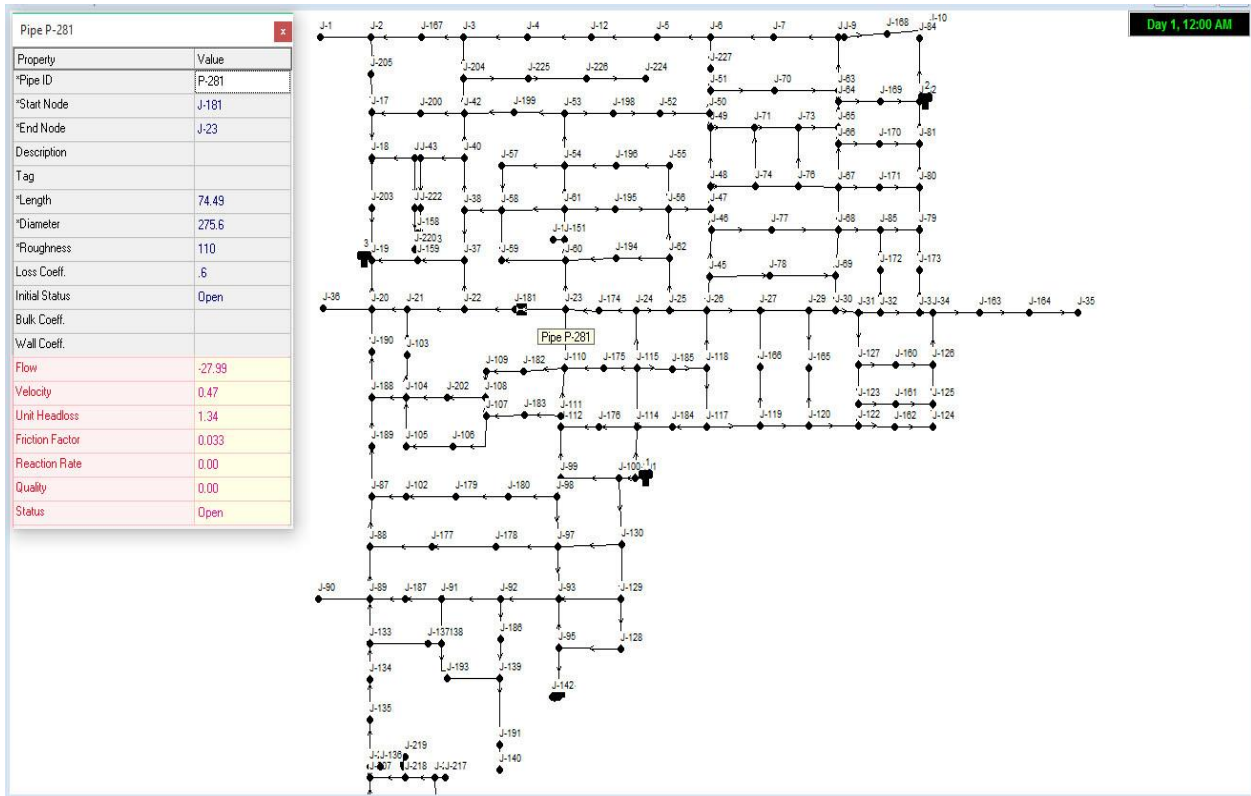 Pipe P-281
x
Property Value
*Pipe ID P-281
*Start Node J-181
*End Node J-23
Description
Tag
*Length 74.49
*Diameter 275.6
*Roughness 110
Loss Coeff. .6
Initial Status Open
Bulk Coeff.
Wall Coeff.
Flow -27.99
Velocity 0.47
Unit Headloss 1.34
Friction Factor 0.033
Reaction Rate 0.00
Quality 0.00
Status Open
Day 1, 12:00 AM
J-1 J-2 J-167 J-3 J-4 J-12 J-5 J-6 J-7 J-9 J-168 J-84
J-205 J-204 J-225 J-226 J-224 J-227
J-51 J-70 J-63
J-64 J-169 2
J-17 J-200 J-42 J-199 J-53 J-198 J-52 J-50
J-49 J-71 J-73 J-65
J-66 J-170 J-81
J-18 J-43 J-40 J-57 J-54 J-196 J-55
J-48 J-74 J-76 J-67 J-171 J-80
J-203 J-222 J-38 J-58 J-61 J-195 J-56 J-47
J-158 J-151 J-46 J-77 J-68 J-85 J-79
3 J-19 J-159 J-37 J-59 J-60 J-194 J-62
J-45 J-78 J-69 J-172 J-173
J-36 J-20 J-21 J-22 J-181 J-23 J-174 J-24 J-25 J-26 J-27 J-29 J-30 J-31 J-32 J-34 J-163 J-164 J-35
Pipe P-281
J-190 J-103 J-109 J-182 J-110 J-175 J-115 J-185 J-118 J-166 J-165 J-127 J-160 J-126
J-188 J-104 J-202 J-108
J-107 J-183 J-111 J-123 J-161 J-125
J-112 J-176 J-114 J-184 J-117 J-119 J-120 J-122 J-162 J-124
J-189 J-105 J-106
J-99 J-100 1
J-87 J-102 J-179 J-180 J-98
J-88 J-177 J-178 J-97 J-130
J-90 J-89 J-187 J-91 J-92 J-93 J-129
J-133 J-186 J-95 J-128
J-134 J-193 J-139 J-142
J-135
J-136 J-219 J-191
J-218 J-217 J-140